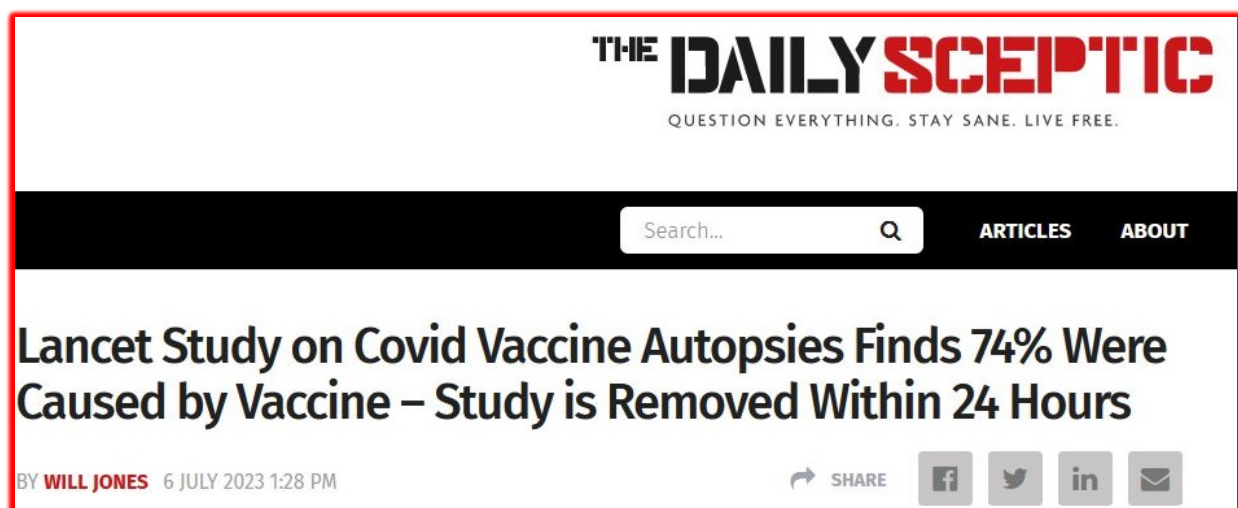 THE DAILY SCEPTIC
QUESTION EVERYTHING. STAY SANE. LIVE FREE.
Search...
ARTICLES
ABOUT
Lancet Study on Covid Vaccine Autopsies Finds 74% Were
Caused by Vaccine – Study is Removed Within 24 Hours
BY WILL JONES 6 JULY 2023 1:28 PM
SHARE